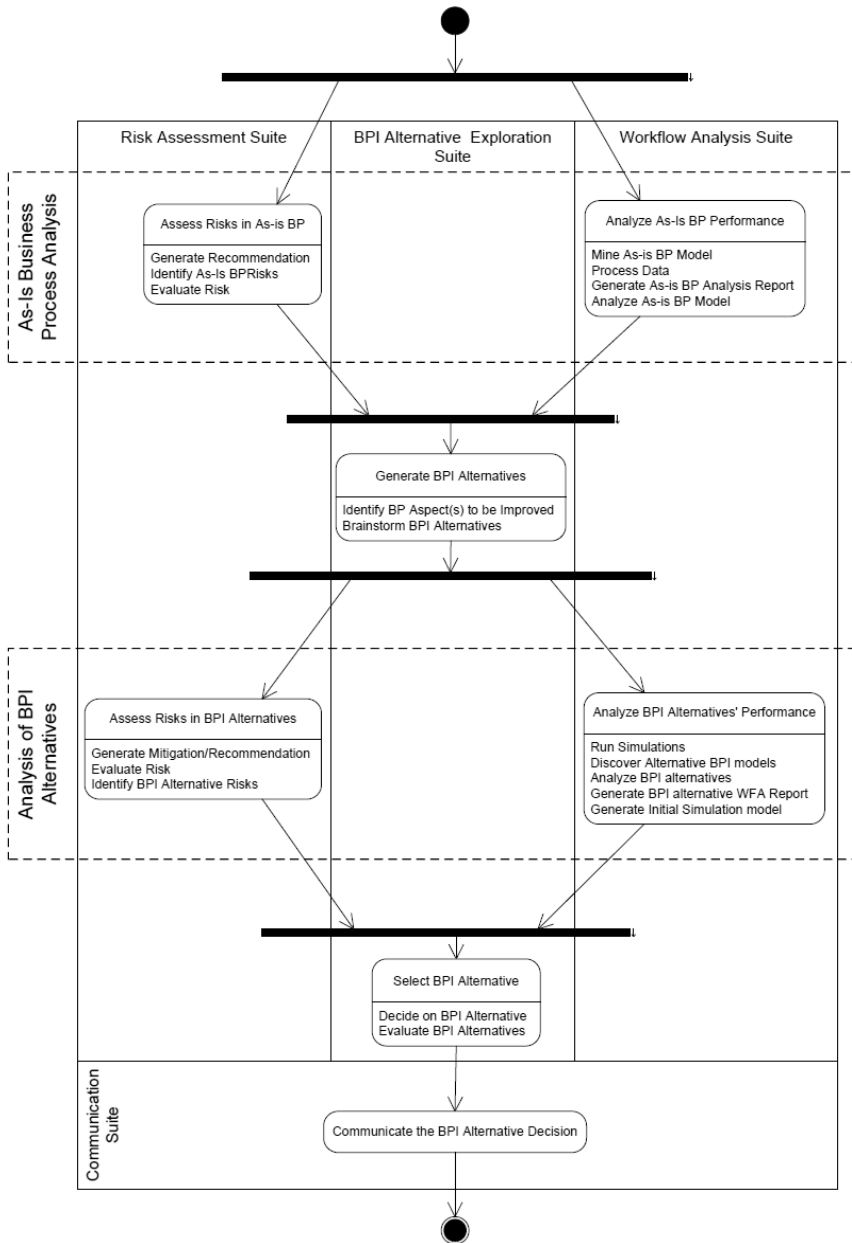 Risk Assessment Suite
BPI Alternative Exploration
Suite
Workflow Analysis Suite
As-Is Business
Process Analysis
Assess Risks in As-is BP
Generate Recommendation
Identify As-Is BPRisks
Evaluate Risk
Analyze As-Is BP Performance
Mine As-is BP Model
Process Data
Generate As-is BP Analysis Report
Analyze As-is BP Model
Generate BPI Alternatives
Identify BP Aspect(s) to be Improved
Brainstorm BPI Alternatives
Analysis of BPI
Alternatives
Assess Risks in BPI Alternatives
Generate Mitigation/Recommendation
Evaluate Risk
Identify BPI Alternative Risks
Analyze BPI Alternatives' Performance
Run Simulations
Discover Alternative BPI models
Analyze BPI alternatives
Generate BPI alternative WFA Report
Generate Initial Simulation model
Select BPI Alternative
Decide on BPI Alternative
Evaluate BPI Alternatives
Communication
Suite
Communicate the BPI Alternative Decision